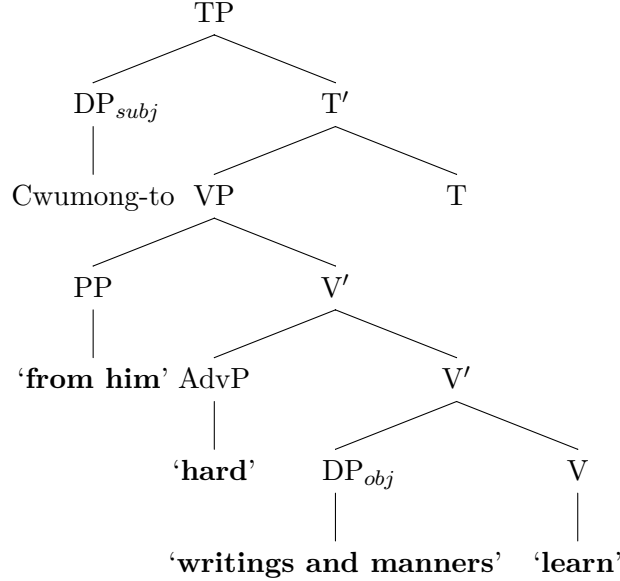 TP
DP_subj T′
Cwumong-to VP T
PP V′
‘from him’ AdvP V′
‘hard’ DP_obj V
‘writings and manners’ ‘learn’